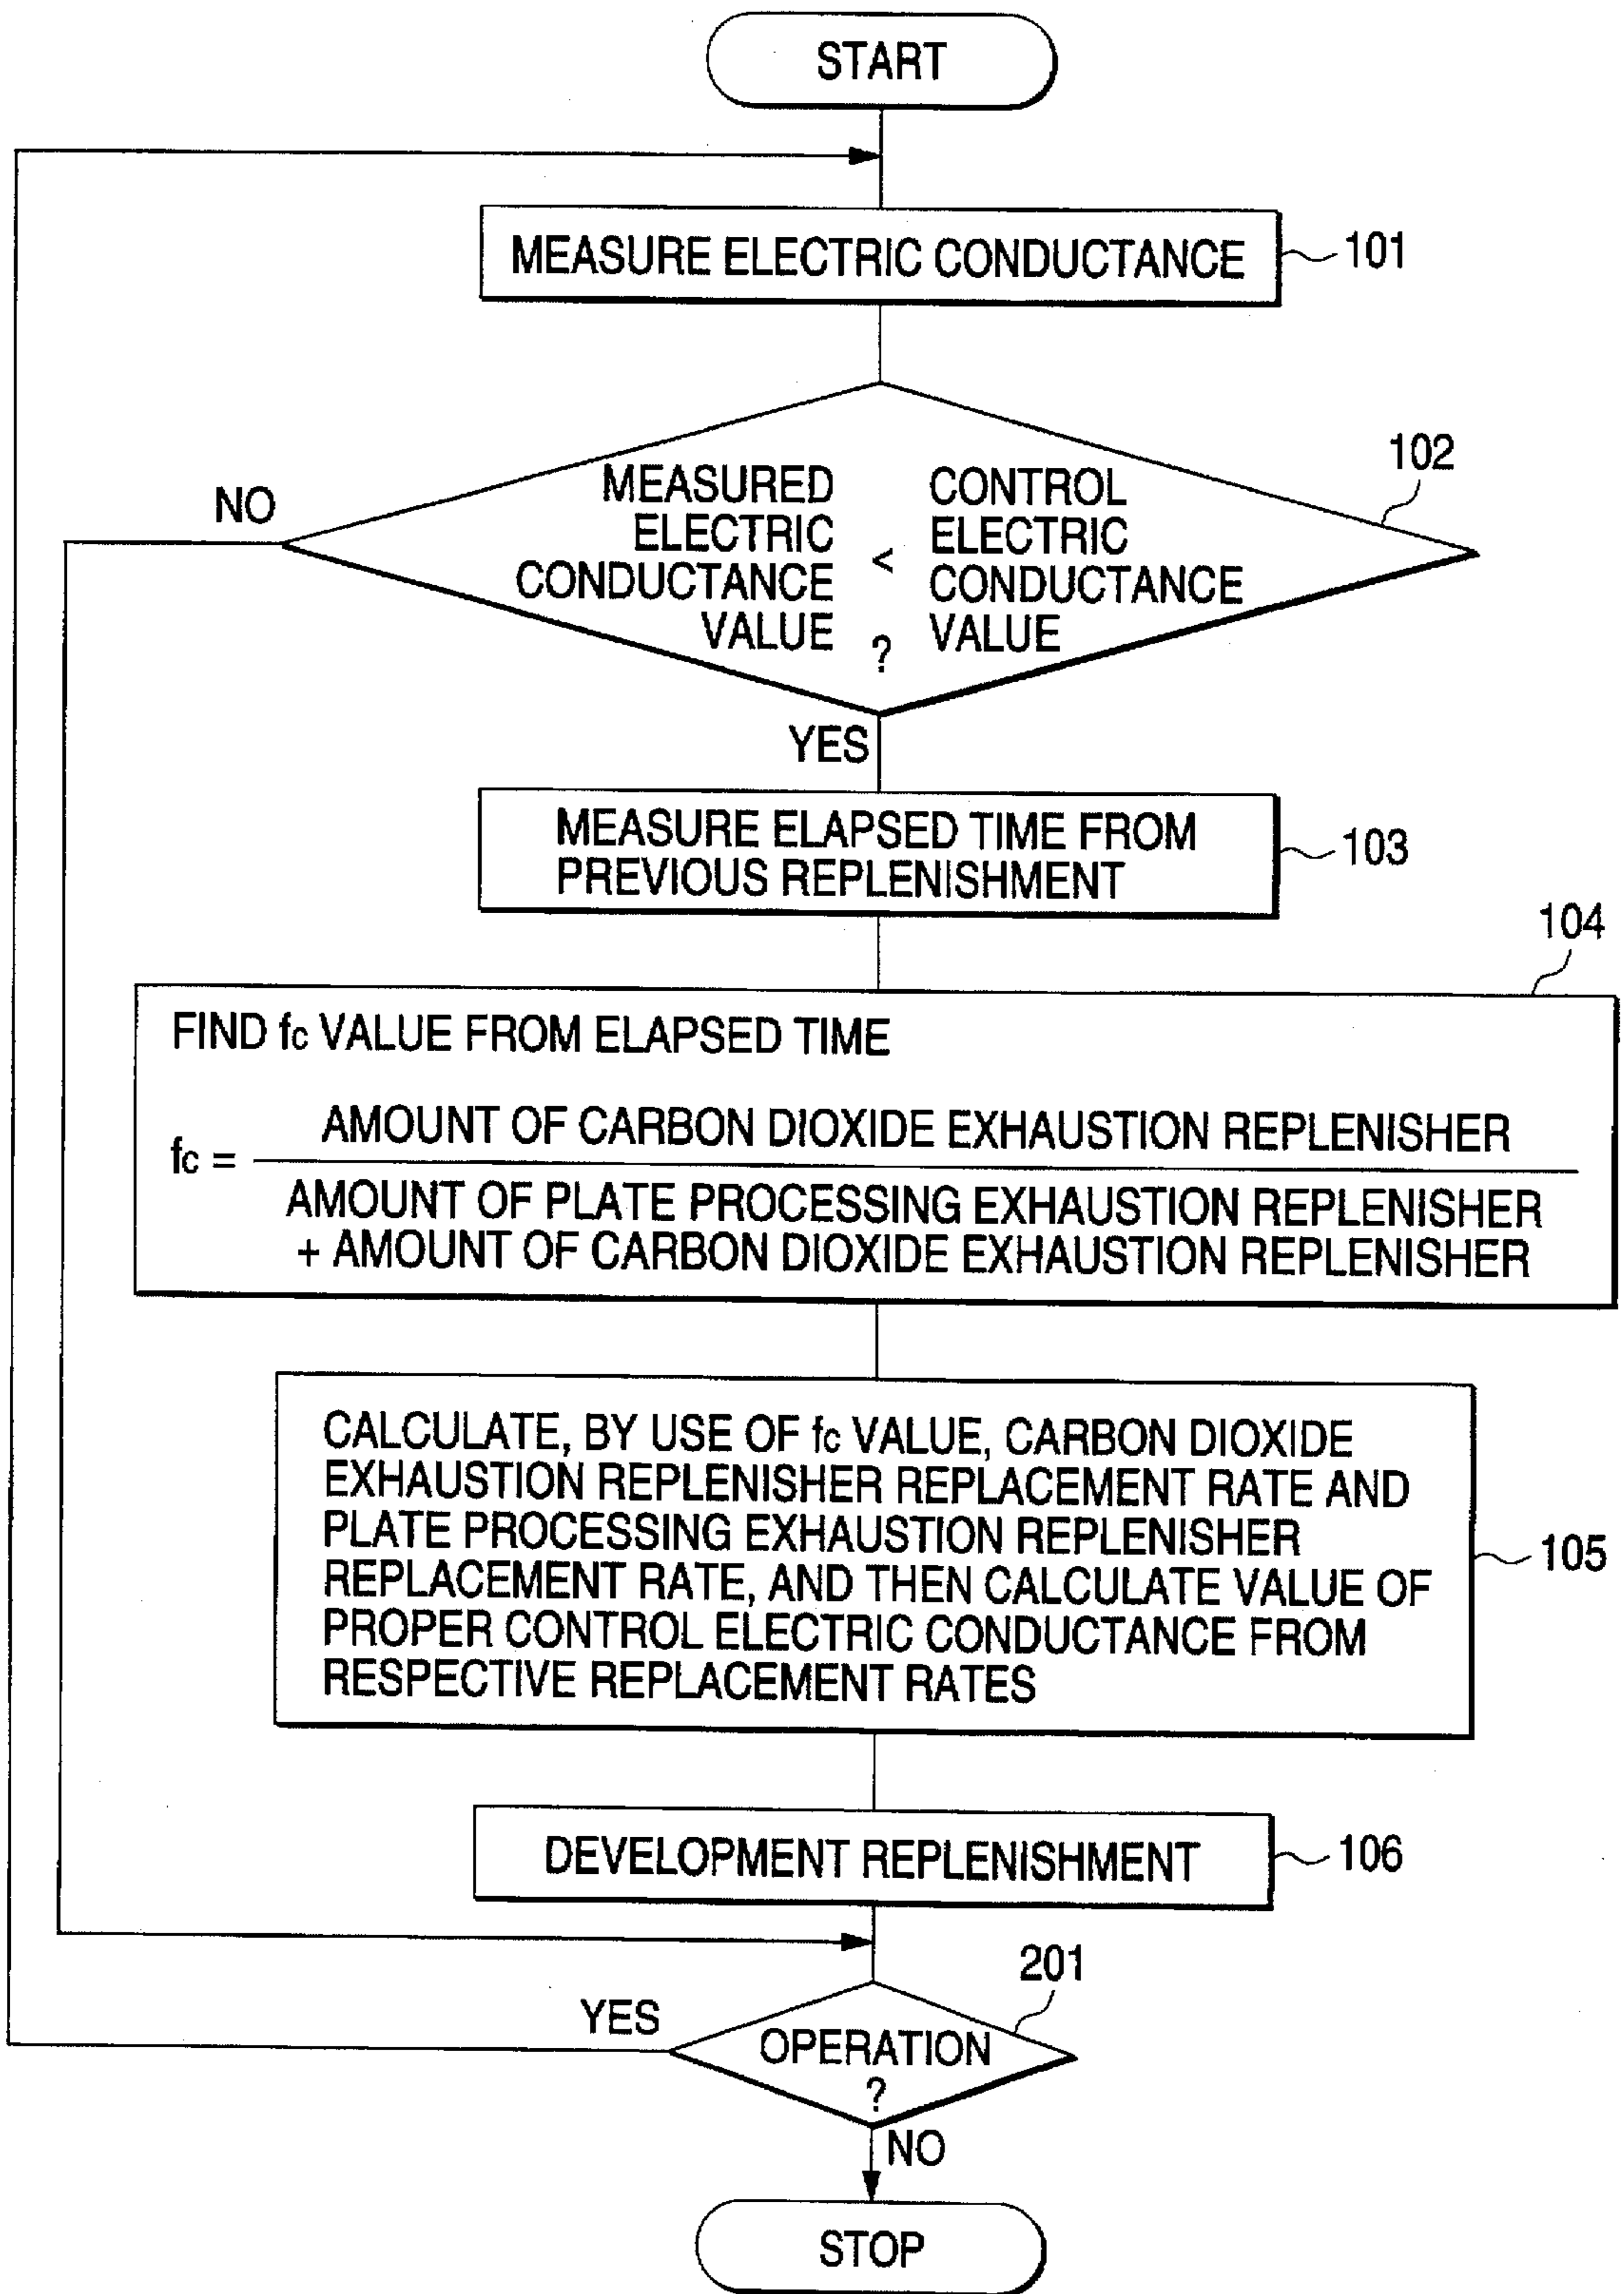 START
MEASURE ELECTRIC CONDUCTANCE
101
102
NO
MEASURED
ELECTRIC
CONDUCTANCE
VALUE
<
?
CONTROL
ELECTRIC
CONDUCTANCE
VALUE
YES
MEASURE ELAPSED TIME FROM
PREVIOUS REPLENISHMENT
103
104
FIND fc VALUE FROM ELAPSED TIME
fc =
AMOUNT OF CARBON DIOXIDE EXHAUSTION REPLENISHER
AMOUNT OF PLATE PROCESSING EXHAUSTION REPLENISHER
+ AMOUNT OF CARBON DIOXIDE EXHAUSTION REPLENISHER
CALCULATE, BY USE OF fc VALUE, CARBON DIOXIDE
EXHAUSTION REPLENISHER REPLACEMENT RATE AND
PLATE PROCESSING EXHAUSTION REPLENISHER
REPLACEMENT RATE, AND THEN CALCULATE VALUE OF
PROPER CONTROL ELECTRIC CONDUCTANCE FROM
RESPECTIVE REPLACEMENT RATES
105
DEVELOPMENT REPLENISHMENT
106
201
YES
OPERATION
?
NO
STOP